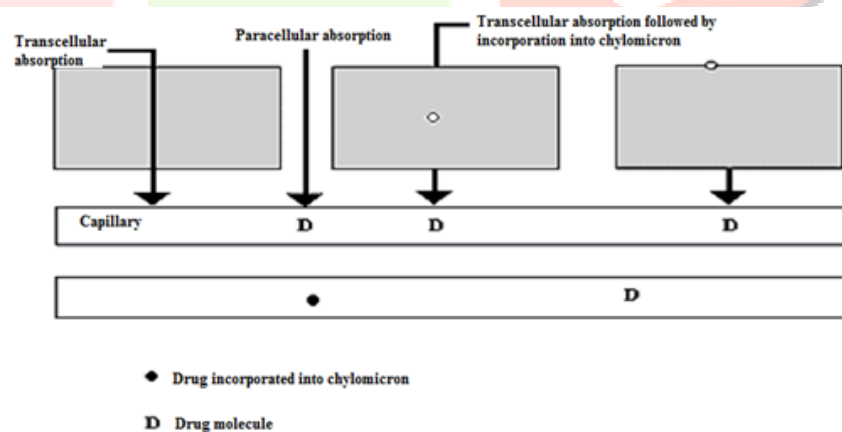 Transcellular
absorption
Paracellular absorption
Transcellular absorption followed by
incorporation into chylomicron
Capillary
D
D
D
D
Drug incorporated into chylomicron
D Drug molecule